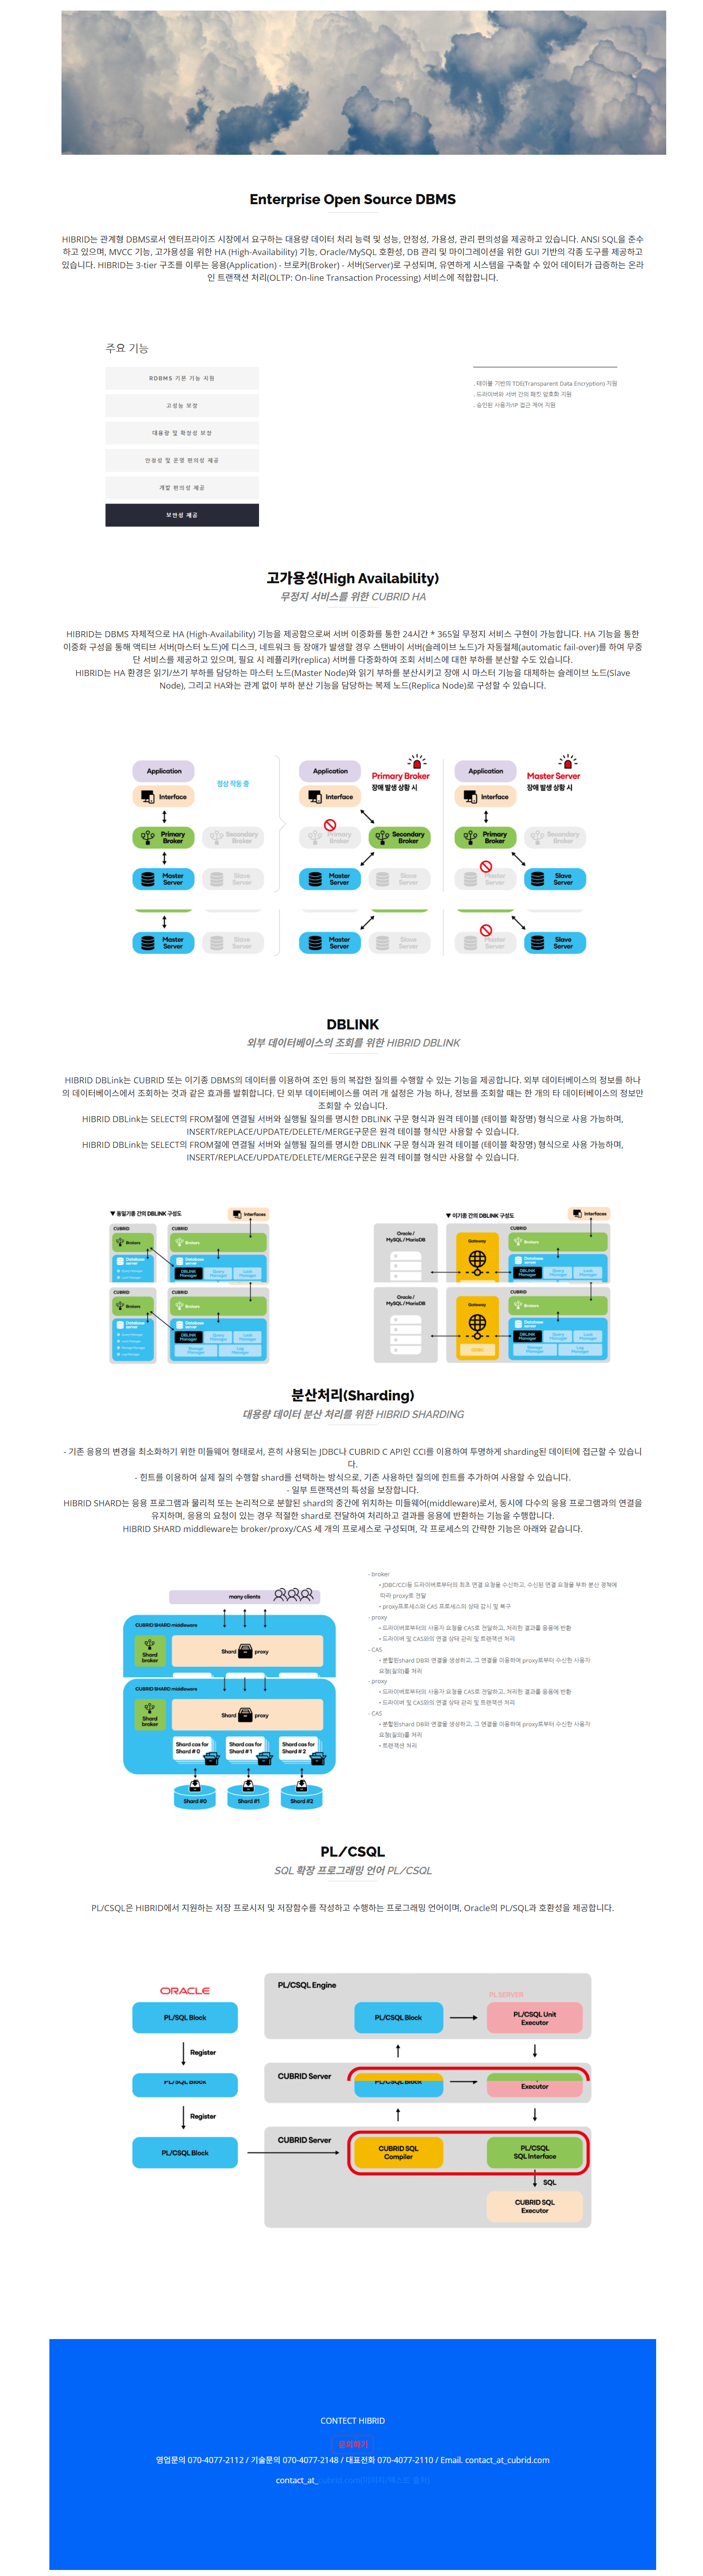 Enterprise Open Source DBMS
HIBRID는 관계형 DBMS로서 엔터프라이즈 시장에서 요구하는 대용량 데이터 처리 능력 및 성능, 안정성, 가용성, 관리 편의성을 제공하고 있습니다. ANSI SQL을 준수
하고 있으며, MVCC 기능, 고가용성을 위한 HA (High-Availability) 기능, Oracle/MySQL 호환성, DB 관리 및 마이그레이션을 위한 GUI 기반의 각종 도구를 제공하고
있습니다. HIBRID는 3-tier 구조를 이루는 응용(Application) - 브로커(Broker) - 서버(Server)로 구성되며, 유연하게 시스템을 구축할 수 있어 데이터가 급증하는 온라
인 트랜잭션 처리(OLTP: On-line Transaction Processing) 서비스에 적합합니다.
주요 기능
RDBMS 기본 기능 지원
고성능 보장
대용량 및 확장성 보장
안정성 및 운영 편의성 제공
개발 편의성 제공
보안성 제공
. 테이블 기반의 TDE(Transparent Data Encryption) 지원
. 드라이버와 서버 간의 패킷 암호화 지원
. 승인된 사용자/IP 접근 제어 지원
고가용성(High Availability)
무정지 서비스를 위한 CUBRID HA
HIBRID는 DBMS 자체적으로 HA (High-Availability) 기능을 제공함으로써 서버 이중화를 통한 24시간 * 365일 무정지 서비스 구현이 가능합니다. HA 기능을 통한
이중화 구성을 통해 액티브 서버(마스터 노드)에 디스크, 네트워크 등 장애가 발생할 경우 스탠바이 서버(슬레이브 노드)가 자동절체(automatic fail-over)를 하여 무중
단 서비스를 제공하고 있으며, 필요 시 레플리카(replica) 서버를 다중화하여 조회 서비스에 대한 부하를 분산할 수도 있습니다.
HIBRID는 HA 환경은 읽기/쓰기 부하를 담당하는 마스터 노드(Master Node)와 읽기 부하를 분산시키고 장애 시 마스터 기능을 대체하는 슬레이브 노드(Slave
Node), 그리고 HA와는 관계 없이 부하 분산 기능을 담당하는 복제 노드(Replica Node)로 구성할 수 있습니다.
Application
Interface
정상 작동 중
Primary Broker
Secondary Broker
Master Server
Slave Server
Application
Interface
Primary Broker
장애 발생 상황 시
Primary Broker
Secondary Broker
Master Server
Slave Server
Application
Interface
Master Server
장애 발생 상황 시
Primary Broker
Secondary Broker
Master Server
Slave Server
Master Server
Slave Server
Master Server
Slave Server
Master Server
Slave Server
DBLINK
외부 데이터베이스의 조회를 위한 HIBRID DBLINK
HIBRID DBLink는 CUBRID 또는 이기종 DBMS의 데이터를 이용하여 조인 등의 복잡한 질의를 수행할 수 있는 기능을 제공합니다. 외부 데이터베이스의 정보를 하나
의 데이터베이스에서 조회하는 것과 같은 효과를 발휘합니다. 단 외부 데이터베이스를 여러 개 설정은 가능 하나, 정보를 조회할 때는 한 개의 타 데이터베이스의 정보만
조회할 수 있습니다.
HIBRID DBLink는 SELECT의 FROM절에 연결될 서버와 실행될 질의를 명시한 DBLINK 구문 형식과 원격 테이블 (테이블 확장명) 형식으로 사용 가능하며,
INSERT/REPLACE/UPDATE/DELETE/MERGE구문은 원격 테이블 형식만 사용할 수 있습니다.
HIBRID DBLink는 SELECT의 FROM절에 연결될 서버와 실행될 질의를 명시한 DBLINK 구문 형식과 원격 테이블 (테이블 확장명) 형식으로 사용 가능하며,
INSERT/REPLACE/UPDATE/DELETE/MERGE구문은 원격 테이블 형식만 사용할 수 있습니다.
▼ 동일기종 간의 DBLINK 구성도
Interfaces
CUBRID
CUBRID
Brokers
Brokers
Database server
Database server
DBLINK Manager
Query Manager
Lock Manager
CUBRID
CUBRID
Brokers
Brokers
Database server
Database server
DBLINK Manager
Query Manager
Lock Manager
Storage Manager
Log Manager
▼ 이기종 간의 DBLINK 구성도
Interfaces
Oracle / MySQL / MariaDB
Gateway
CUBRID
Brokers
Database server
DBLINK Manager
Query Manager
Lock Manager
Oracle / MySQL / MariaDB
Gateway
CUBRID
Brokers
Database server
DBLINK Manager
Query Manager
Lock Manager
Storage Manager
Log Manager
분산처리(Sharding)
대용량 데이터 분산 처리를 위한 HIBRID SHARDING
- 기존 응용의 변경을 최소화하기 위한 미들웨어 형태로서, 흔히 사용되는 JDBC나 CUBRID C API인 CCI를 이용하여 투명하게 sharding된 데이터에 접근할 수 있습니
다.
- 힌트를 이용하여 실제 질의 수행할 shard를 선택하는 방식으로, 기존 사용하던 질의에 힌트를 추가하여 사용할 수 있습니다.
- 일부 트랜잭션의 특성을 보장합니다.
HIBRID SHARD는 응용 프로그램과 물리적 또는 논리적으로 분할된 shard의 중간에 위치하는 미들웨어(middleware)로서, 동시에 다수의 응용 프로그램과의 연결을
유지하며, 응용의 요청이 있는 경우 적절한 shard로 전달하여 처리하고 결과를 응용에 반환하는 기능을 수행합니다.
HIBRID SHARD middleware는 broker/proxy/CAS 세 개의 프로세스로 구성되며, 각 프로세스의 간략한 기능은 아래와 같습니다.
many clients
CUBRID SHARD middleware
Shard broker
Shard proxy
CUBRID SHARD middleware
Shard broker
Shard proxy
Shard cas for Shard # 0
Shard cas for Shard # 1
Shard cas for Shard # 2
Shard #0
Shard #1
Shard #2
- broker
• JDBC/CCI등 드라이버로부터의 최초 연결 요청을 수신하고, 수신된 연결 요청을 부하 분산 정책에
따라 proxy로 전달
• proxy프로세스와 CAS 프로세스의 상태 감시 및 복구
- proxy
• 드라이버로부터의 사용자 요청을 CAS로 전달하고, 처리한 결과를 응용에 반환
• 드라이버 및 CAS와의 연결 상태 관리 및 트랜잭션 처리
- CAS
• 분할된shard DB와 연결을 생성하고, 그 연결을 이용하여 proxy로부터 수신한 사용자
요청(질의)를 처리
- proxy
• 드라이버로부터의 사용자 요청을 CAS로 전달하고, 처리한 결과를 응용에 반환
• 드라이버 및 CAS와의 연결 상태 관리 및 트랜잭션 처리
- CAS
• 분할된shard DB와 연결을 생성하고, 그 연결을 이용하여 proxy로부터 수신한 사용자
요청(질의)를 처리
• 트랜잭션 처리
PL/CSQL
SQL 확장 프로그래밍 언어 PL/CSQL
PL/CSQL은 HIBRID에서 지원하는 저장 프로시저 및 저장함수를 작성하고 수행하는 프로그래밍 언어이며, Oracle의 PL/SQL과 호환성을 제공합니다.
ORACLE
PL/SQL Block
Register
PL/SQL Block
Register
PL/CSQL Block
PL/CSQL Engine
PL SERVER
PL/CSQL Block
PL/CSQL Unit Executor
CUBRID Server
PL/CSQL Block
Executor
CUBRID Server
CUBRID SQL Compiler
PL/CSQL SQL Interface
SQL
CUBRID SQL Executor
CONTECT HIBRID
문의하기
영업문의 070-4077-2112 / 기술문의 070-4077-2148 / 대표전화 070-4077-2110 / Email. contact_at_cubrid.com
contact_at_